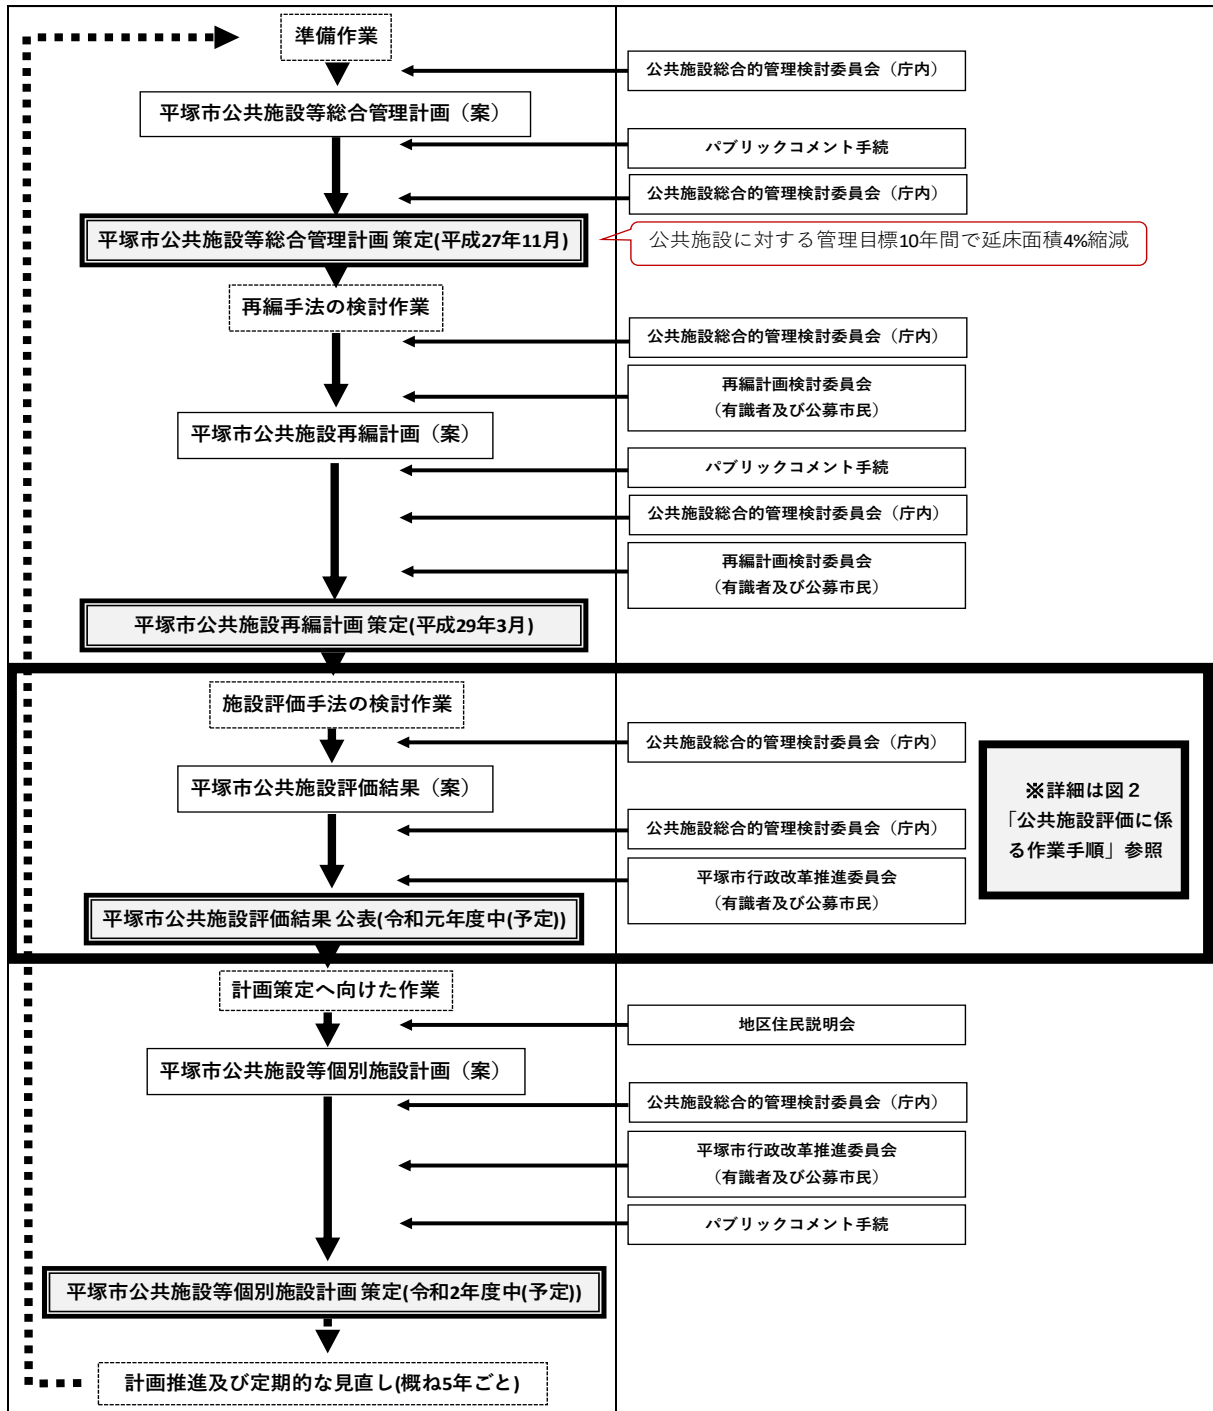 準備作業
公共施設総合的管理検討委員会（庁内）
平塚市公共施設等総合管理計画（案）
パブリックコメント手続
公共施設総合的管理検討委員会（庁内）
平塚市公共施設等総合管理計画 策定(平成27年11月)
公共施設に対する管理目標10年間で延床面積4%縮減
再編手法の検討作業
公共施設総合的管理検討委員会（庁内）
再編計画検討委員会
（有識者及び公募市民）
平塚市公共施設再編計画（案）
パブリックコメント手続
公共施設総合的管理検討委員会（庁内）
再編計画検討委員会
（有識者及び公募市民）
平塚市公共施設再編計画 策定(平成29年3月)
施設評価手法の検討作業
公共施設総合的管理検討委員会（庁内）
平塚市公共施設評価結果（案）
※詳細は図２
「公共施設評価に係
る作業手順」参照
公共施設総合的管理検討委員会（庁内）
平塚市行政改革推進委員会
（有識者及び公募市民）
平塚市公共施設評価結果 公表(令和元年度中(予定))
計画策定へ向けた作業
地区住民説明会
平塚市公共施設等個別施設計画（案）
公共施設総合的管理検討委員会（庁内）
平塚市行政改革推進委員会
（有識者及び公募市民）
パブリックコメント手続
平塚市公共施設等個別施設計画 策定(令和2年度中(予定))
計画推進及び定期的な見直し(概ね5年ごと)